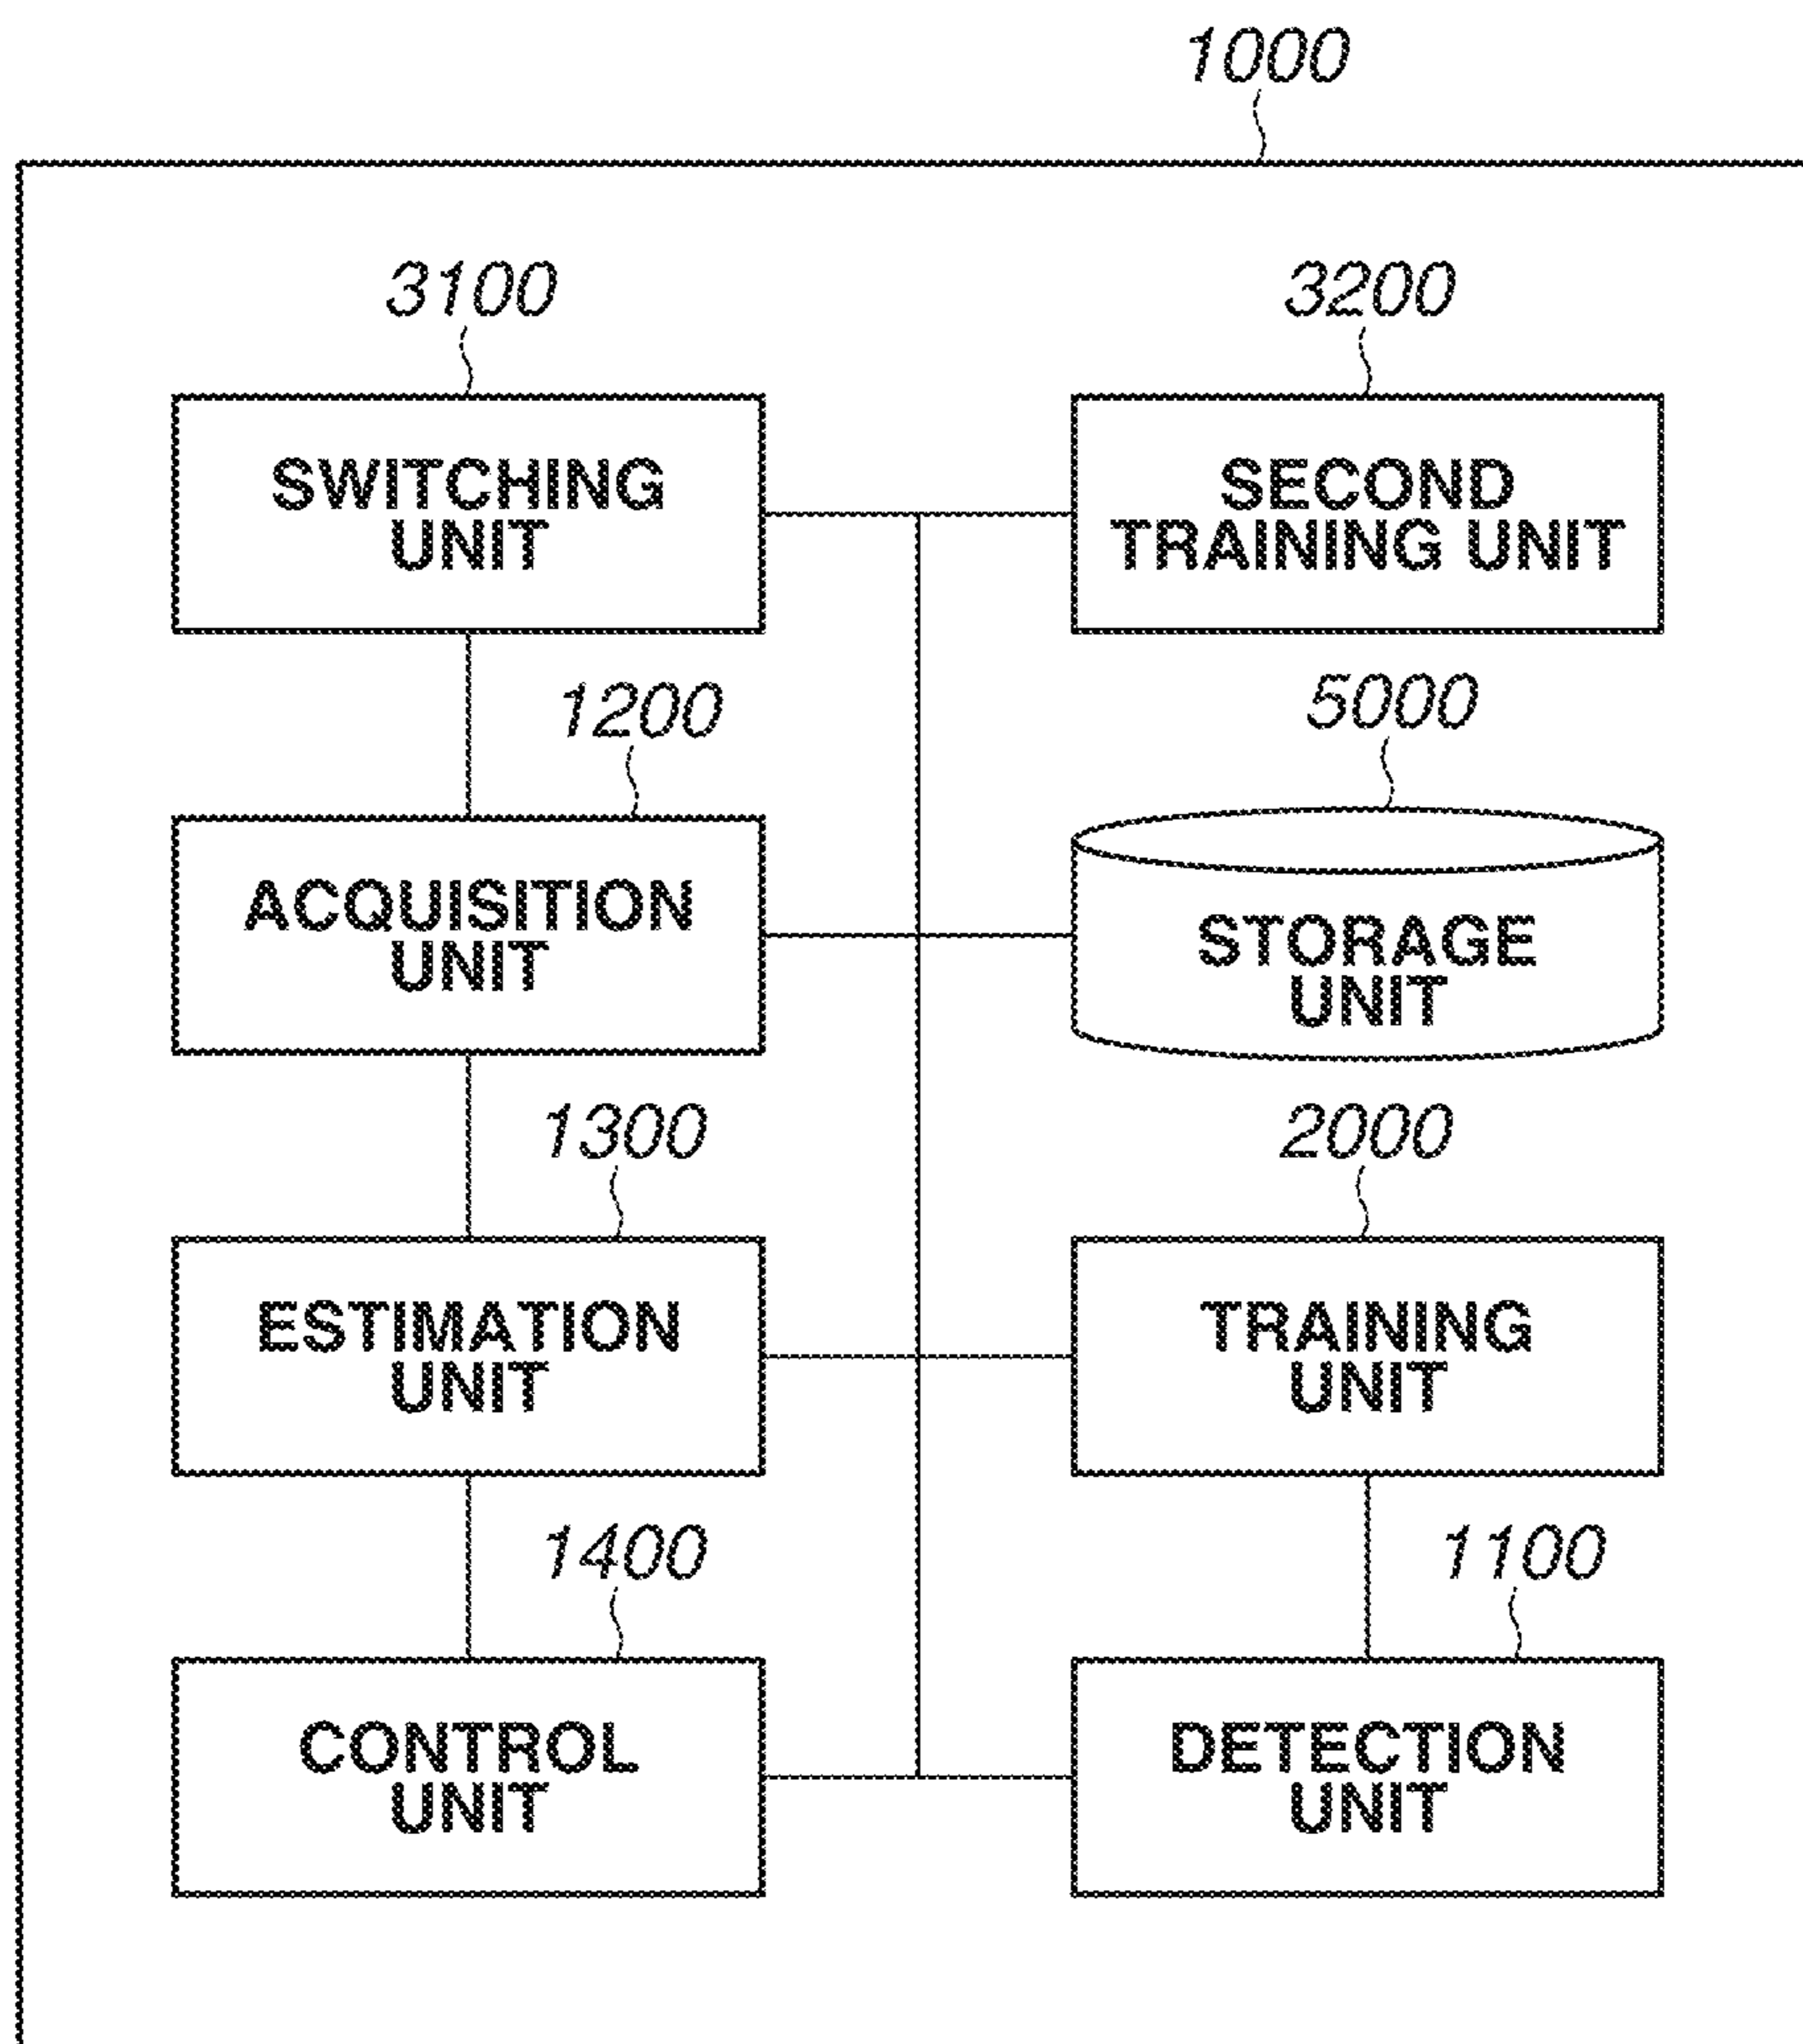 1000
3100
3200
SWITCHING
UNIT
SECOND
TRAINING UNIT
1200
5000
ACQUISITION
UNIT
STORAGE
UNIT
1300
2000
ESTIMATION
UNIT
TRAINING
UNIT
1400
1100
CONTROL
UNIT
DETECTION
UNIT